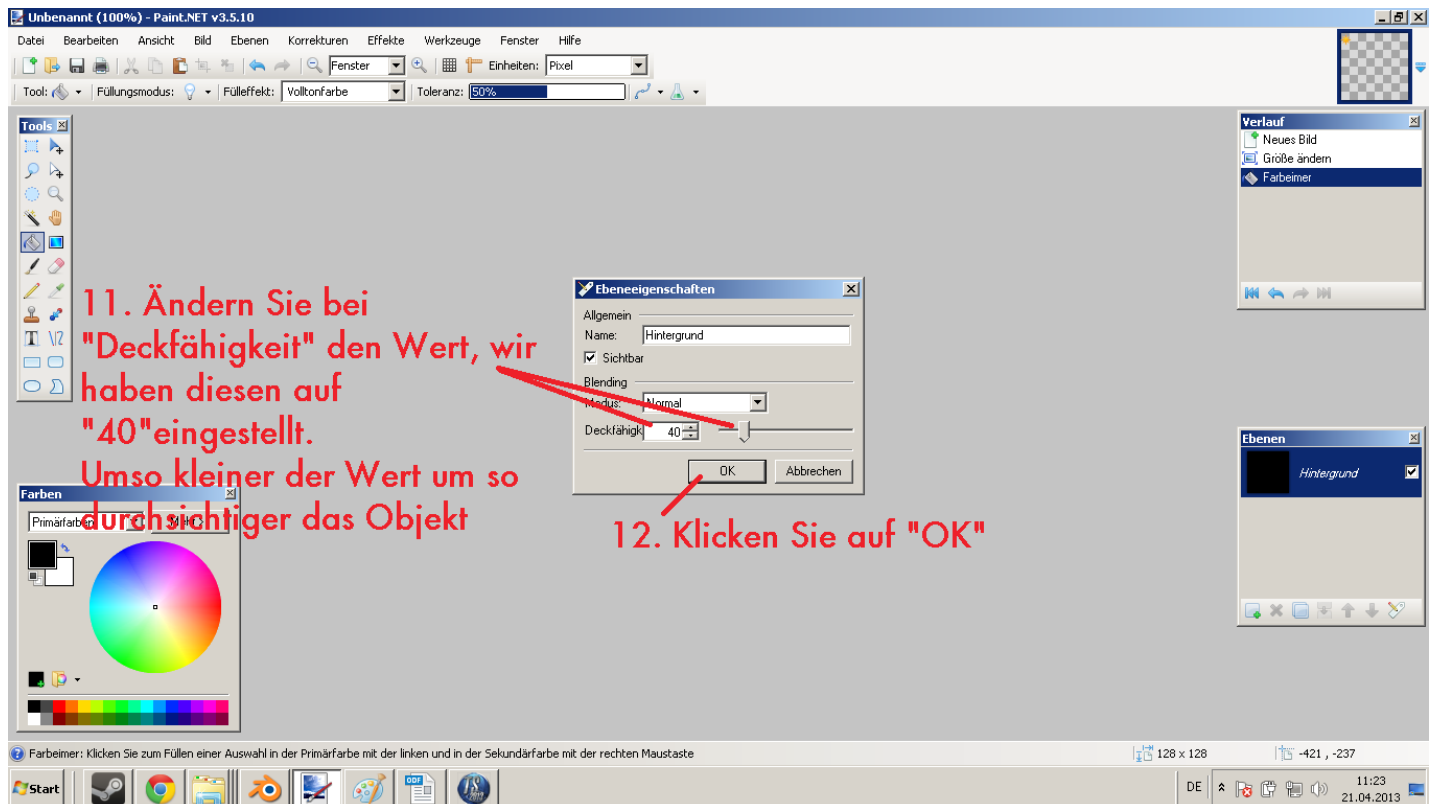 Unbenannt (100%) - Paint.NET v3.5.10
Datei Bearbeiten Ansicht Bild Ebenen Korrekturen Effekte Werkzeuge Fenster Hilfe
Fenster Einheiten: Pixel
Tool: Füllungsmodus: Fülleffekt: Volltonfarbe Toleranz: 50%
Tools
Verlauf
Neues Bild
Größe ändern
Farbeimer
11. Ändern Sie bei
"Deckfähigkeit" den Wert, wir
haben diesen auf
"40"eingestellt.
Umso kleiner der Wert um so
durchsichtiger das Objekt
Ebeneeigenschaften
Allgemein
Name: Hintergrund
Sichtbar
Blending
Modus: Normal
Deckfähigk 40
OK Abbrechen
12. Klicken Sie auf "OK"
Ebenen
Hintergrund
Farben
Primärfarben Mehr >>
Farbeimer: Klicken Sie zum Füllen einer Auswahl in der Primärfarbe mit der linken und in der Sekundärfarbe mit der rechten Maustaste
128 x 128
-421 , -237
Start
ODF
DE
11:23
21.04.2013